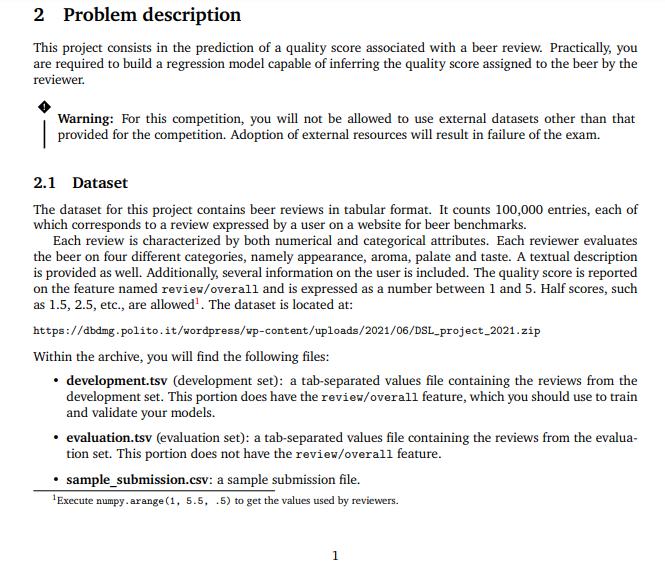 2 Problem description
This project consists in the prediction of a quality score associated with a beer review. Practically, you
are required to build a regression model capable of inferring the quality score assigned to the beer by the
reviewer.
Warning: For this competition, you will not be allowed to use external datasets other than that
provided for the competition. Adoption of external resources will result in failure of the exam.
2.1 Dataset
The dataset for this project contains beer reviews in tabular format. It counts 100,000 entries, each of
which corresponds to a review expressed by a user on a website for beer benchmarks.
Each review is characterized by both numerical and categorical attributes. Each reviewer evaluates
the beer on four different categories, namely appearance, aroma, palate and taste. A textual description
is provided as well. Additionally, several information on the user is included. The quality score is reported
on the feature named review/overall and is expressed as a number between 1 and 5. Half scores, such
as 1.5, 2.5, etc., are allowed¹. The dataset is located at:
https://dbdmg.polito.it/wordpress/wp-content/uploads/2021/06/DSL_project_2021.zip
Within the archive, you will find the following files:
• development.tsv (development set): a tab-separated values file containing the reviews from the
development set. This portion does have the review/overall feature, which you should use to train
and validate your models.
• evaluation.tsv (evaluation set): a tab-separated values file containing the reviews from the evalua-
tion set. This portion does not have the review/overall feature.
• sample_submission.csv: a sample submission file.
¹Execute numpy.arange(1, 5.5, .5) to get the values used by reviewers.
1